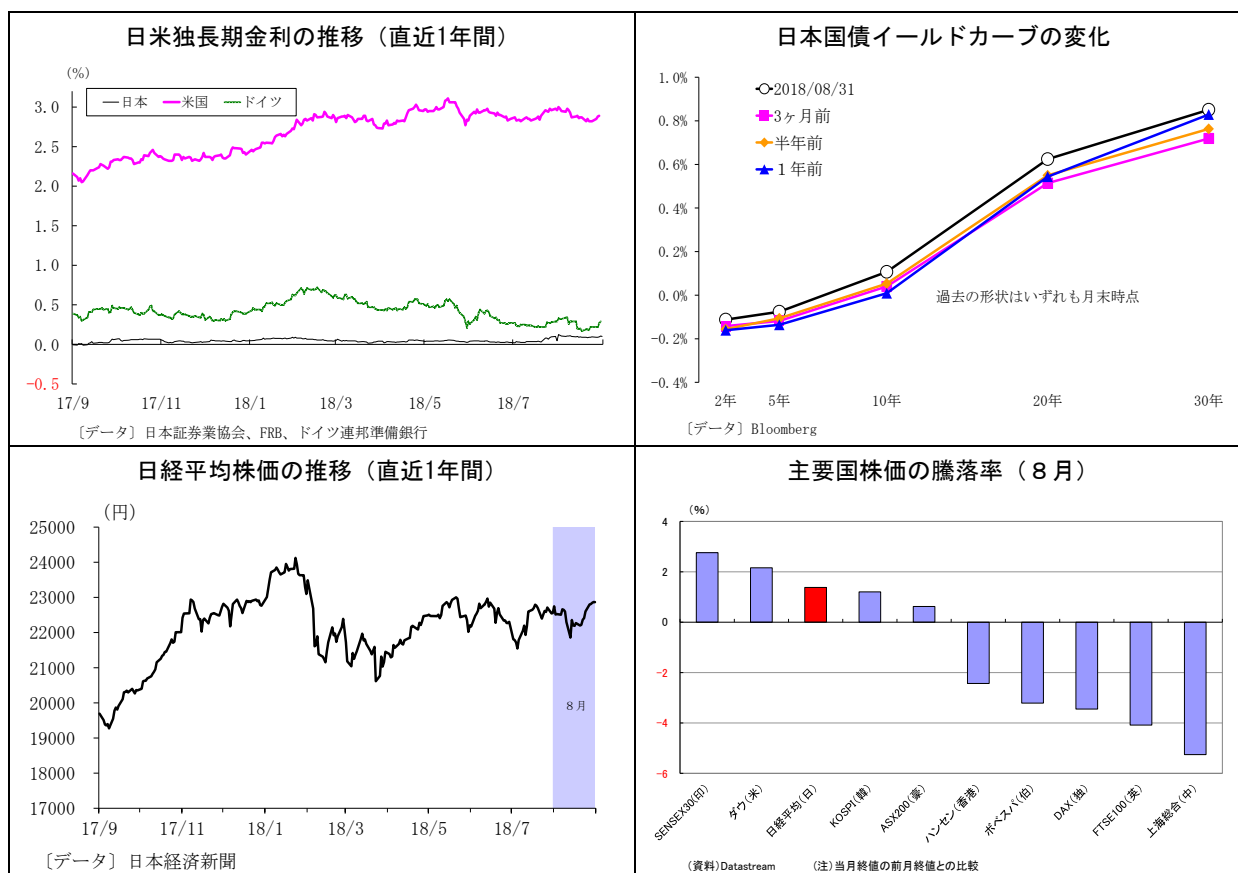 日米独長期金利の推移（直近1年間）
(%)
日本 米国 ドイツ
3.0
2.5
2.0
1.5
1.0
0.5
0.0
-0.5
17/9 17/11 18/1 18/3 18/5 18/7
〔データ〕日本証券業協会、FRB、ドイツ連邦準備銀行
日本国債イールドカーブの変化
1.0%
0.8%
0.6%
0.4%
0.2%
0.0%
-0.2%
-0.4%
2018/08/31
3ヶ月前
半年前
１年前
過去の形状はいずれも月末時点
2年 5年 10年 20年 30年
〔データ〕Bloomberg
日経平均株価の推移（直近1年間）
(円)
25000
24000
23000
22000
21000
20000
19000
18000
17000
8月
17/9 17/11 18/1 18/3 18/5 18/7
〔データ〕日本経済新聞
主要国株価の騰落率（８月）
(%)
4
2
0
-2
-4
-6
SENSEX30(印)
ダウ(米)
日経平均(日)
KOSPI(韓)
ASX200(豪)
ハンセン(香港)
ボベスパ(伯)
DAX(独)
FTSE100(英)
上海総合(中)
(資料)Datastream (注)当月終値の前月終値との比較